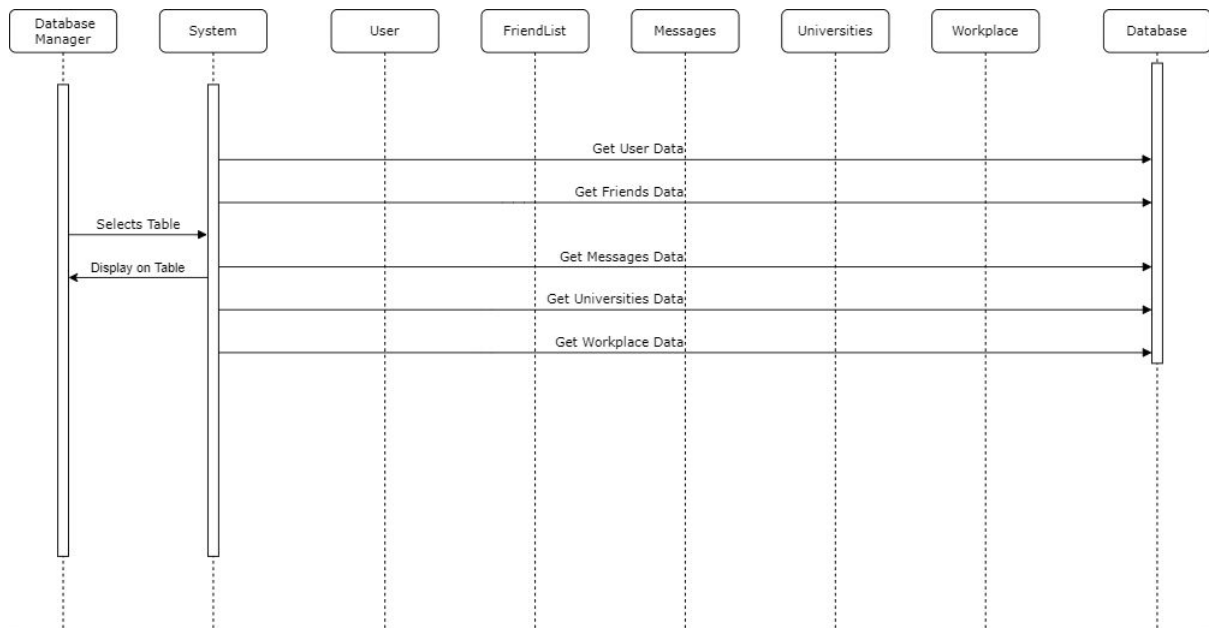 Database
Manager
System
User
FriendList
Messages
Universities
Workplace
Database
Get User Data
Get Friends Data
Selects Table
Get Messages Data
Display on Table
Get Universities Data
Get Workplace Data